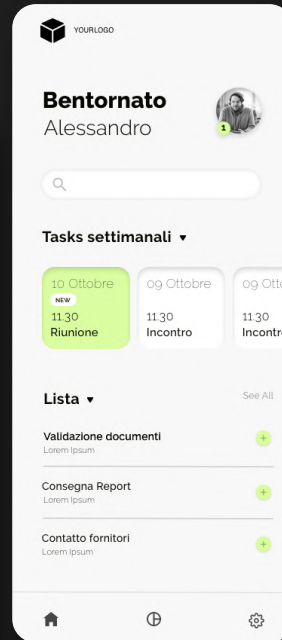 YOURLOGO
Bentornato
Alessandro
1
Tasks settimanali
10 Ottobre
NEW
11.30
Riunione
09 Ottobre
11.30
Incontro
09 Otto
11.30
Incontr
Lista
See All
Validazione documenti
Lorem Ipsum
Consegna Report
Lorem Ipsum
Contatto fornitori
Lorem Ipsum